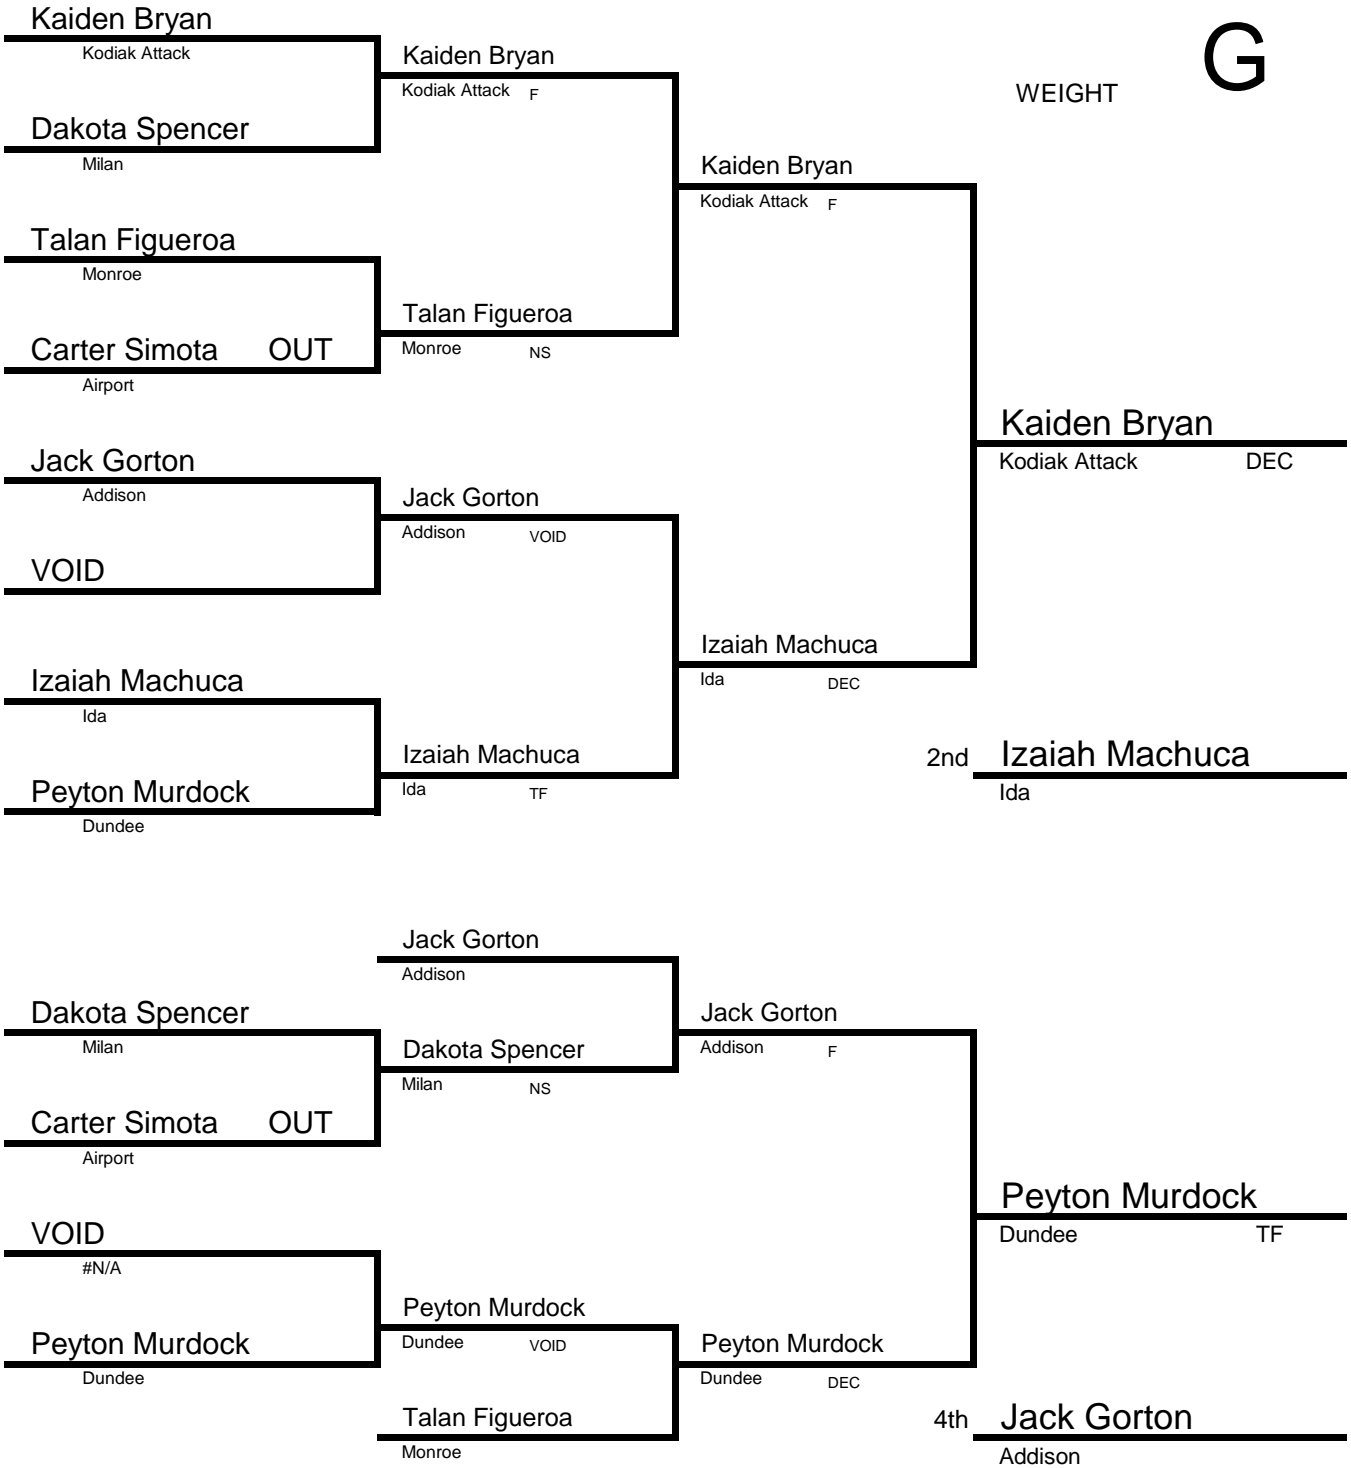 Kaiden Bryan
Kodiak Attack
Kaiden Bryan
Kodiak Attack F
G
WEIGHT
Dakota Spencer
Milan
Kaiden Bryan
Kodiak Attack F
Talan Figueroa
Monroe
Talan Figueroa
Monroe NS
Carter Simota OUT
Airport
Kaiden Bryan
Kodiak Attack DEC
Jack Gorton
Addison
Jack Gorton
Addison VOID
VOID
Izaiah Machuca
Ida DEC
Izaiah Machuca
Ida
Izaiah Machuca
Ida TF
2nd Izaiah Machuca
Ida
Peyton Murdock
Dundee
Jack Gorton
Addison
Dakota Spencer
Milan
Jack Gorton
Addison F
Dakota Spencer
Milan NS
Carter Simota OUT
Airport
Peyton Murdock
Dundee TF
VOID
#N/A
Peyton Murdock
Dundee VOID
Peyton Murdock
Dundee
Peyton Murdock
Dundee DEC
Talan Figueroa
Monroe
4th Jack Gorton
Addison